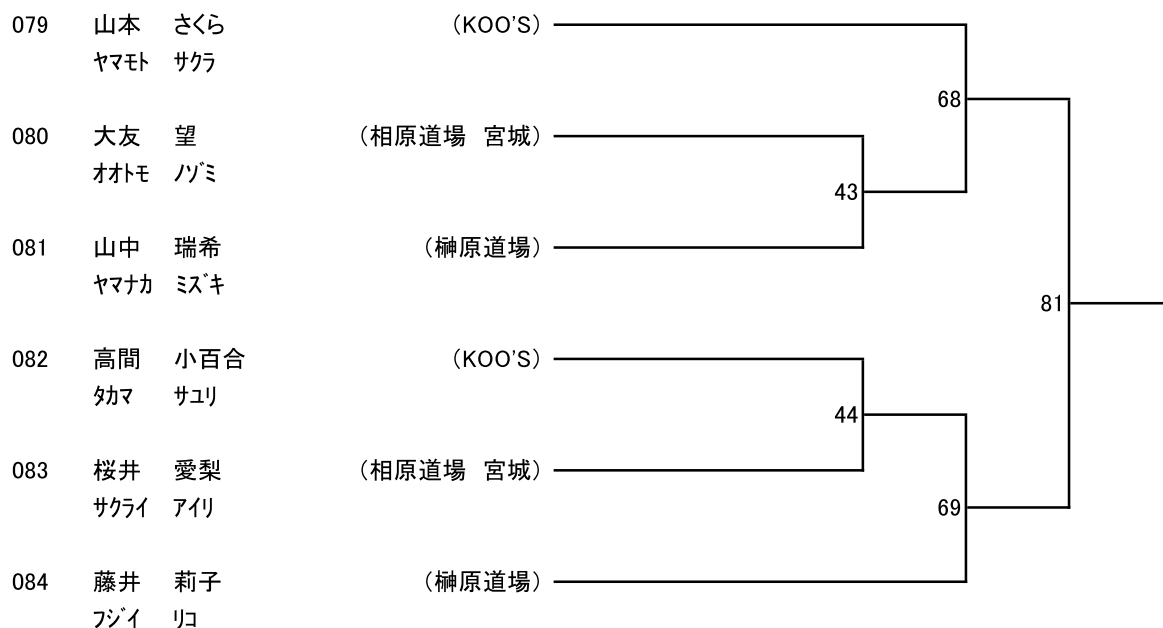 079 山本 さくら (KOO'S)
ﾔﾏﾓﾄ ｻｸﾗ
68
080 大友 望 (相原道場 宮城)
ｵｵﾄﾓ ﾉｿﾞﾐ
43
081 山中 瑞希 (榊原道場)
ﾔﾏﾅｶ ﾐｽﾞｷ
81
082 高間 小百合 (KOO'S)
ﾀｶﾏ ｻﾕﾘ
44
083 桜井 愛梨 (相原道場 宮城)
ｻｸﾗｲ ｱｲﾘ
69
084 藤井 莉子 (榊原道場)
ﾌｼﾞｲ ﾘｺ